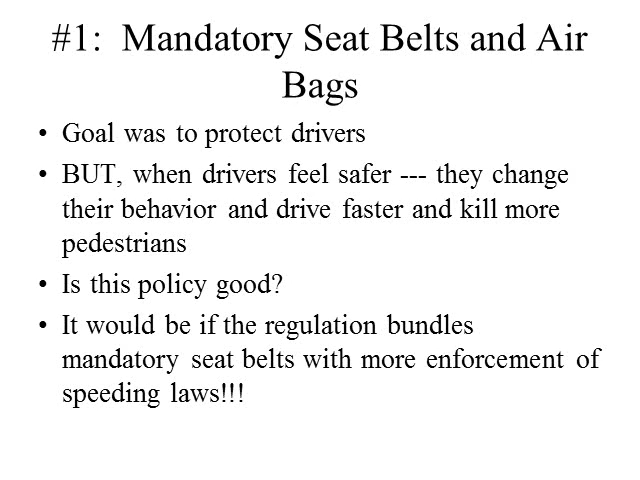 #1:  Mandatory Seat Belts and Air
Bags
• Goal was to protect drivers
• BUT, when drivers feel safer --- they change
their behavior and drive faster and kill more
pedestrians
• Is this policy good?
• It would be if the regulation bundles
mandatory seat belts with more enforcement of
speeding laws!!!